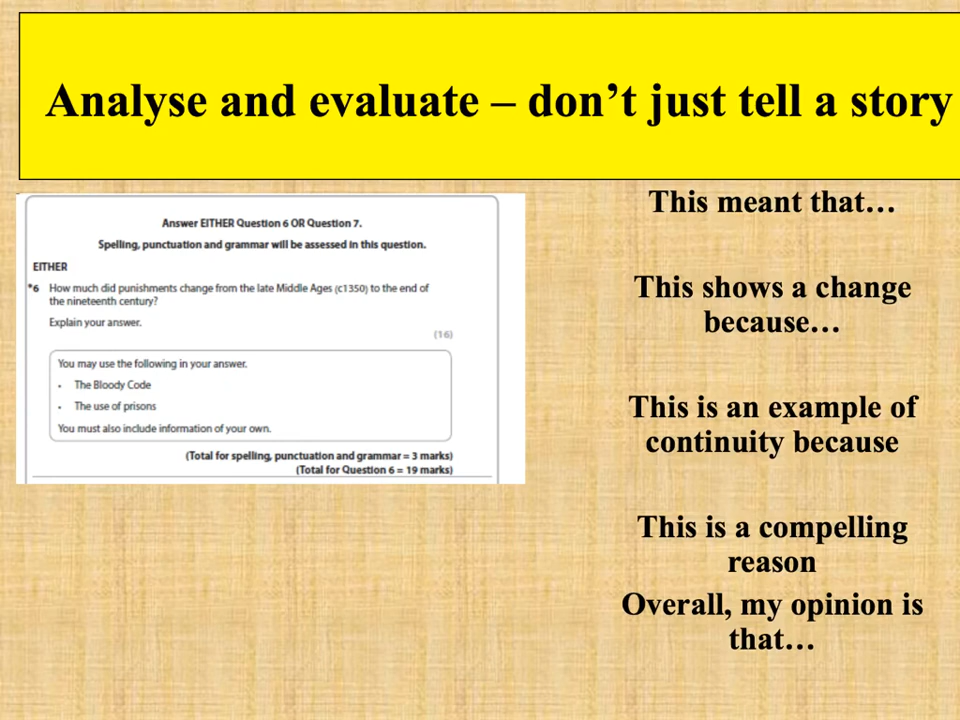 Analyse and evaluate – don’t just tell a story
Answer EITHER Question 6 OR Question 7.
Spelling, punctuation and grammar will be assessed in this question.
EITHER
*6 How much did punishments change from the late Middle Ages (c1350) to the end of
the nineteenth century?
Explain your answer.
(16)
You may use the following in your answer.
• The Bloody Code
• The use of prisons
You must also include information of your own.
(Total for spelling, punctuation and grammar = 3 marks)
(Total for Question 6 = 19 marks)
This meant that…
This shows a change
because…
This is an example of
continuity because
This is a compelling
reason
Overall, my opinion is
that…